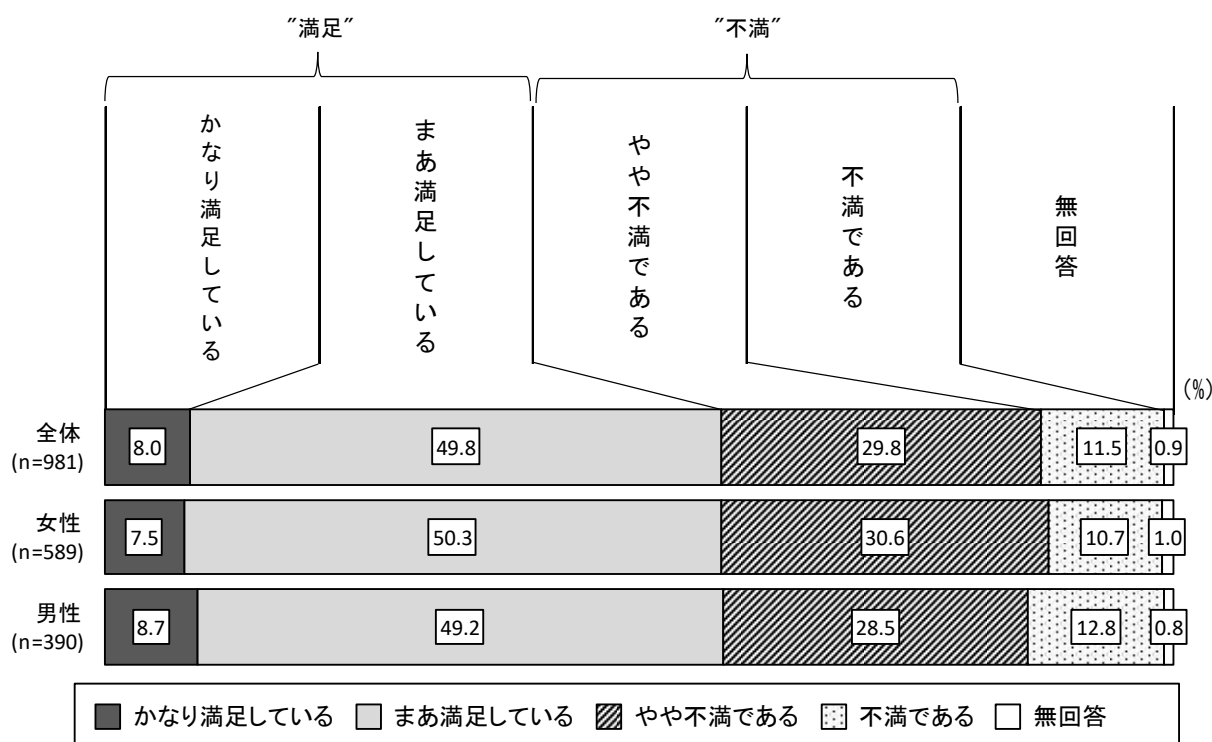 "満足"
"不満"
かなり満足している
まあ満足している
やや不満である
不満である
無回答
(%)
全体
(n=981)
8.0 49.8 29.8 11.5 0.9
女性
(n=589)
7.5 50.3 30.6 10.7 1.0
男性
(n=390)
8.7 49.2 28.5 12.8 0.8
かなり満足している まあ満足している やや不満である 不満である 無回答